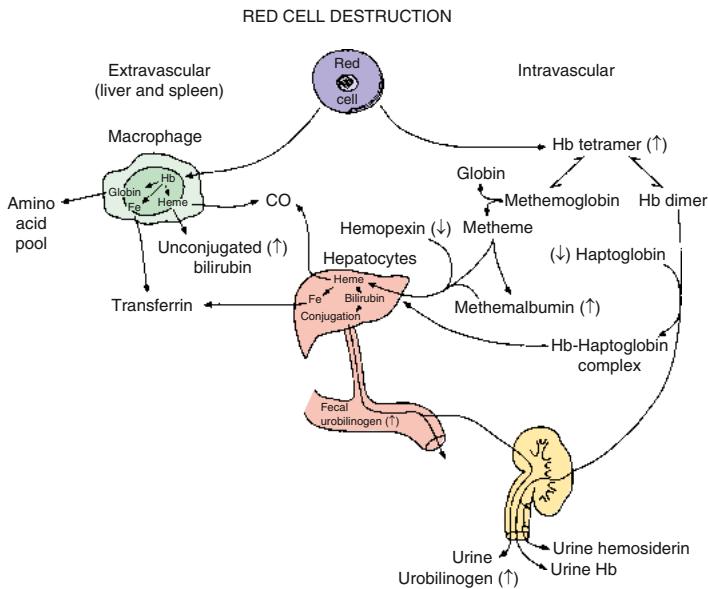 RED CELL DESTRUCTION
Extravascular
(liver and spleen)
Red
cell
Intravascular
Macrophage
Hb
Globin
Fe
Heme
Amino
acid
pool
CO
Unconjugated (↑)
bilirubin
Transferrin
Hb tetramer (↑)
Globin
Methemoglobin
Hb dimer
Metheme
Hemopexin (↓)
Hepatocytes
Heme
Fe
Bilirubin
Conjugation
(↓) Haptoglobin
Methemalbumin (↑)
Hb-Haptoglobin
complex
Fecal
urobilinogen (↑)
Urine
Urobilinogen (↑)
Urine hemosiderin
Urine Hb